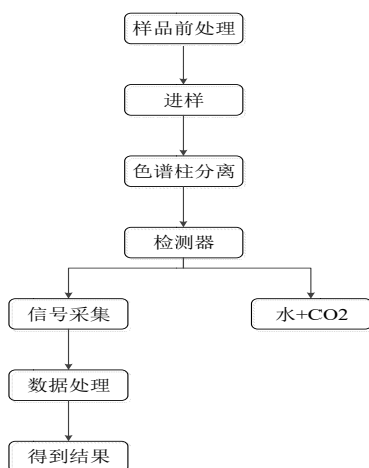 样品前处理
进样
色谱柱分离
检测器
信号采集
水+CO2
数据处理
得到结果